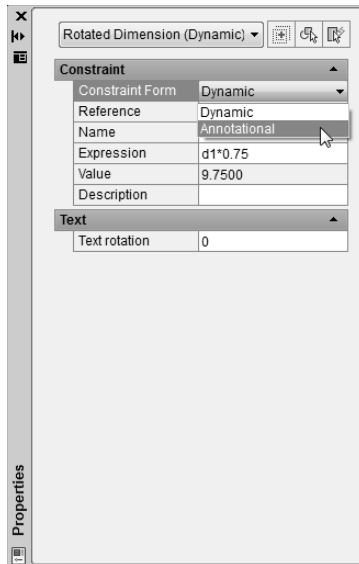 Rotated Dimension (Dynamic)
Constraint
Constraint Form Dynamic
Reference Dynamic
Name Annotational
Expression d1*0.75
Value 9.7500
Description
Text
Text rotation 0
Properties